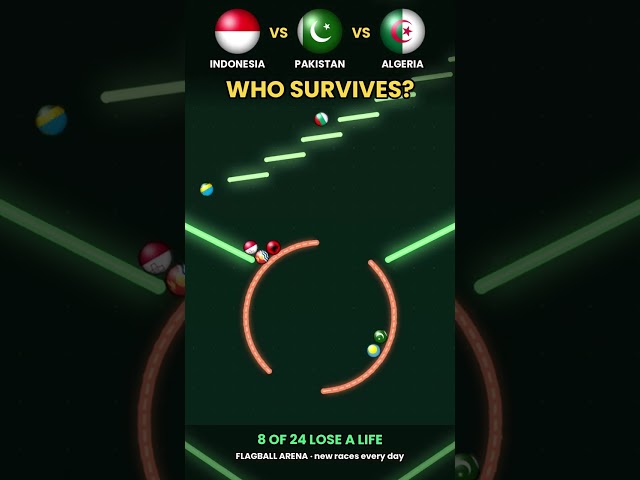 VS VS
INDONESIA PAKISTAN ALGERIA
WHO SURVIVES?
8 OF 24 LOSE A LIFE
FLAGBALL ARENA · new races every day